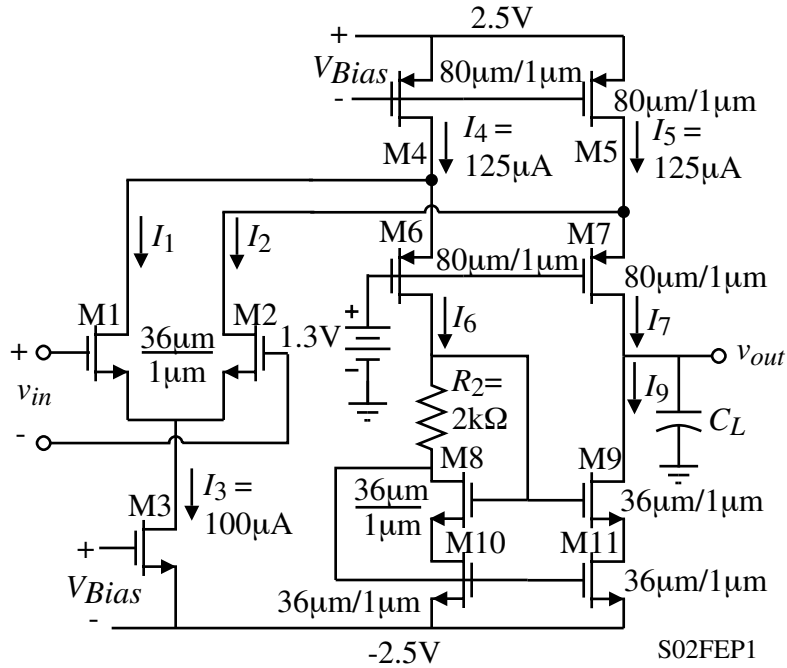 + 2.5V
VBias
-
80μm/1μm
80μm/1μm
I4 =
125μA
M4
M5
I5 =
125μA
I1
I2
M6
M7
80μm/1μm
80μm/1μm
M1
36μm
1μm
M2
1.3V
+
-
I6
I7
+
vin
-
R2=
2kΩ
I9
vout
CL
M8
M9
36μm
1μm
36μm/1μm
M3
I3 =
100μA
M10
M11
+
VBias
-
36μm/1μm
36μm/1μm
-2.5V
S02FEP1